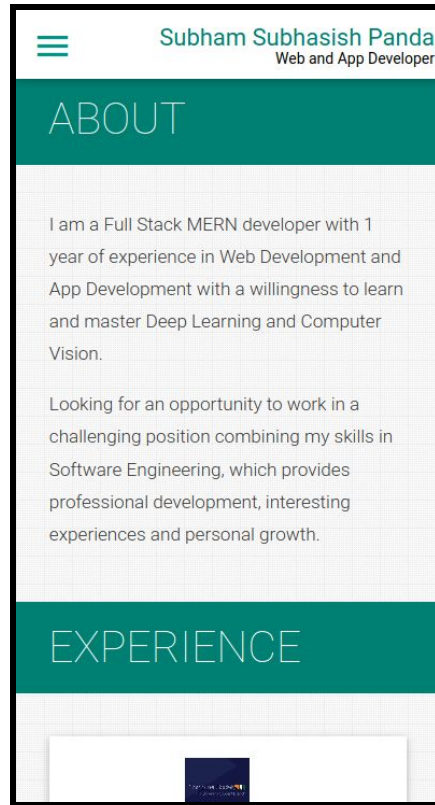 Subham Subhasish Panda
Web and App Developer
ABOUT
I am a Full Stack MERN developer with 1
year of experience in Web Development and
App Development with a willingness to learn
and master Deep Learning and Computer
Vision.
Looking for an opportunity to work in a
challenging position combining my skills in
Software Engineering, which provides
professional development, interesting
experiences and personal growth.
EXPERIENCE